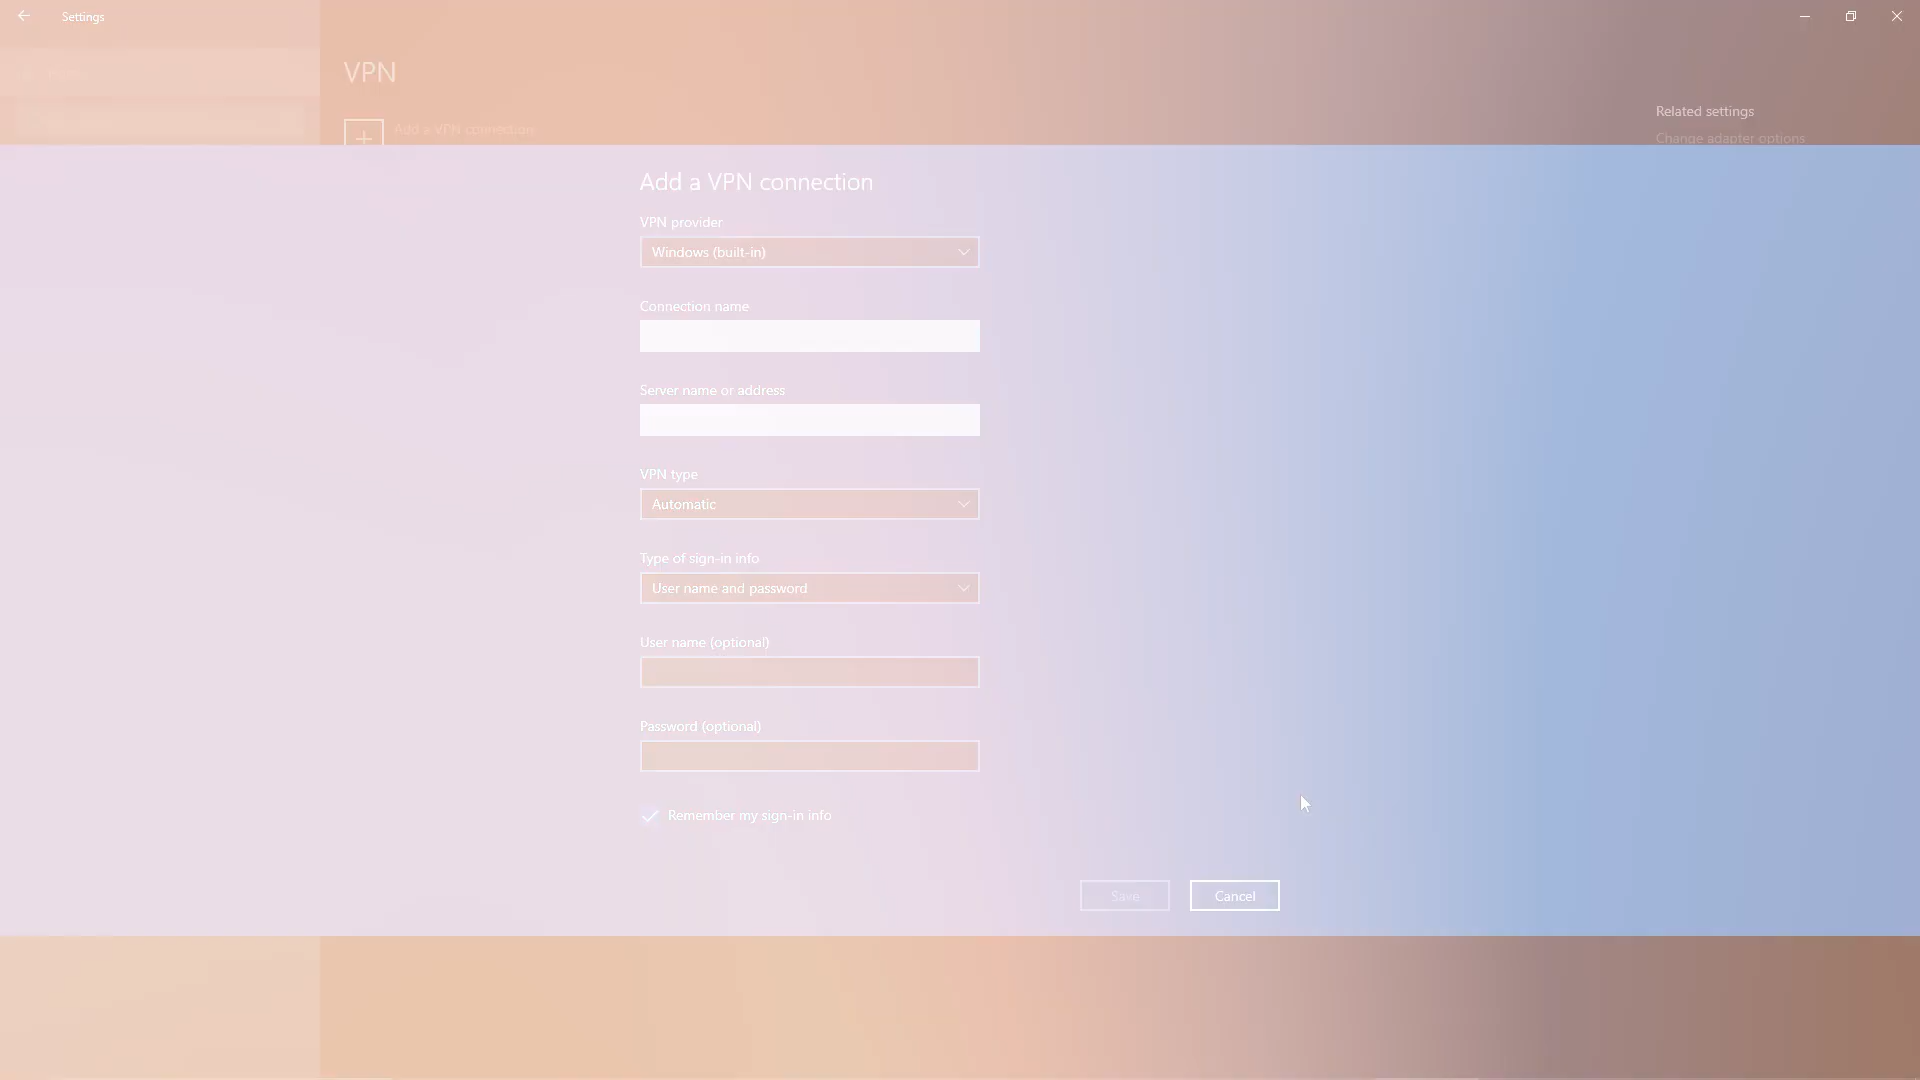 Settings
VPN
Add a VPN connection
Related settings
Change adapter options
Add a VPN connection
VPN provider
Windows (built-in)
Connection name
Server name or address
VPN type
Automatic
Type of sign-in info
User name and password
User name (optional)
Password (optional)
Remember my sign-in info
Save
Cancel